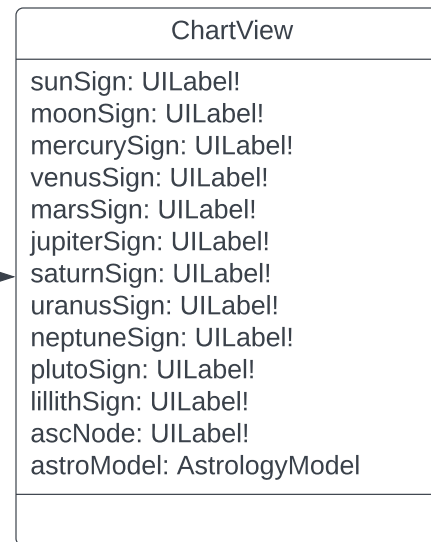 ChartView
sunSign: UILabel!
moonSign: UILabel!
mercurySign: UILabel!
venusSign: UILabel!
marsSign: UILabel!
jupiterSign: UILabel!
saturnSign: UILabel!
uranusSign: UILabel!
neptuneSign: UILabel!
plutoSign: UILabel!
lillithSign: UILabel!
ascNode: UILabel!
astroModel: AstrologyModel